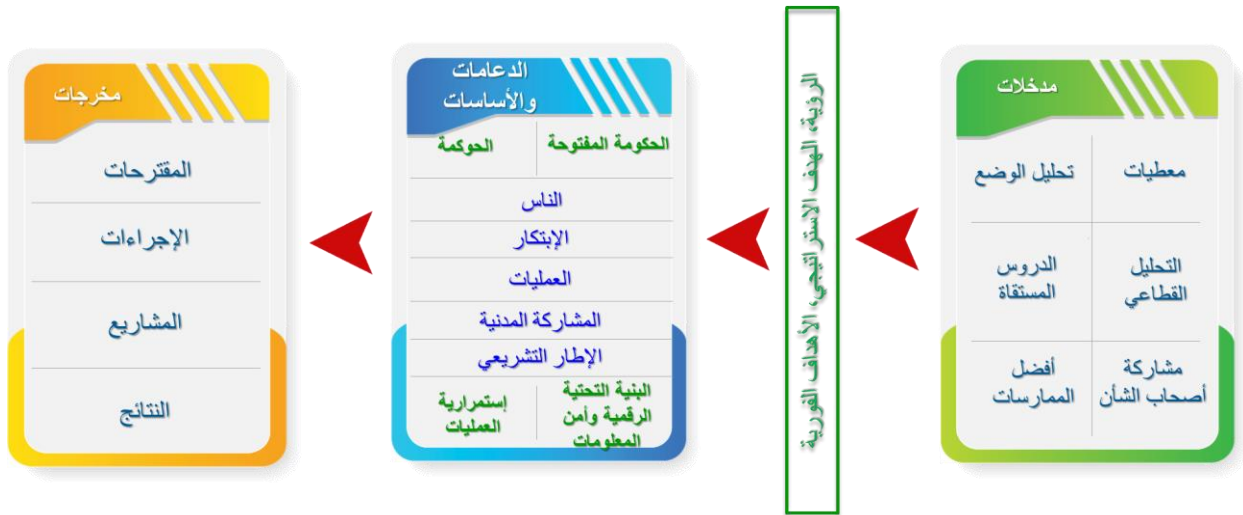 مدخلات
معطيات
تحليل الوضع
التحليل
القطاعي
الدروس
المستقاة
مشاركة
أصحاب الشأن
أفضل
الممارسات
الرؤية، الهدف الاستراتيجي، الأهداف الفورية
الدعامات
والأساسات
الحكومة المفتوحة
الحوكمة
الناس
الإبتكار
العمليات
المشاركة المدنية
الإطار التشريعي
البنية التحتية
الرقمية وأمن
المعلومات
إستمرارية
العمليات
مخرجات
المقترحات
الإجراءات
المشاريع
النتائج